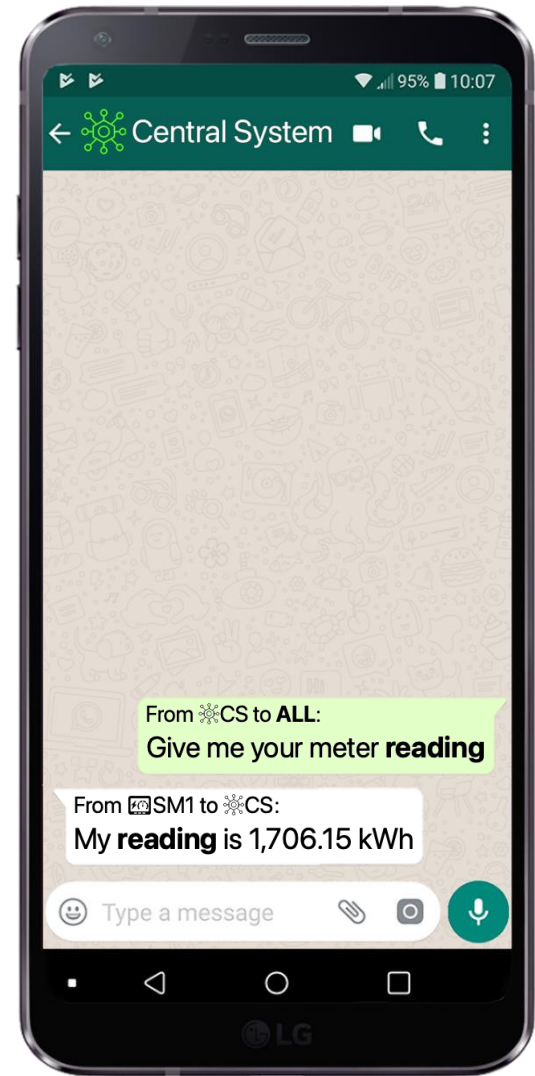 95% 10:07
Central System
From CS to ALL:
Give me your meter reading
From SM1 to CS:
My reading is 1,706.15 kWh
Type a message
LG